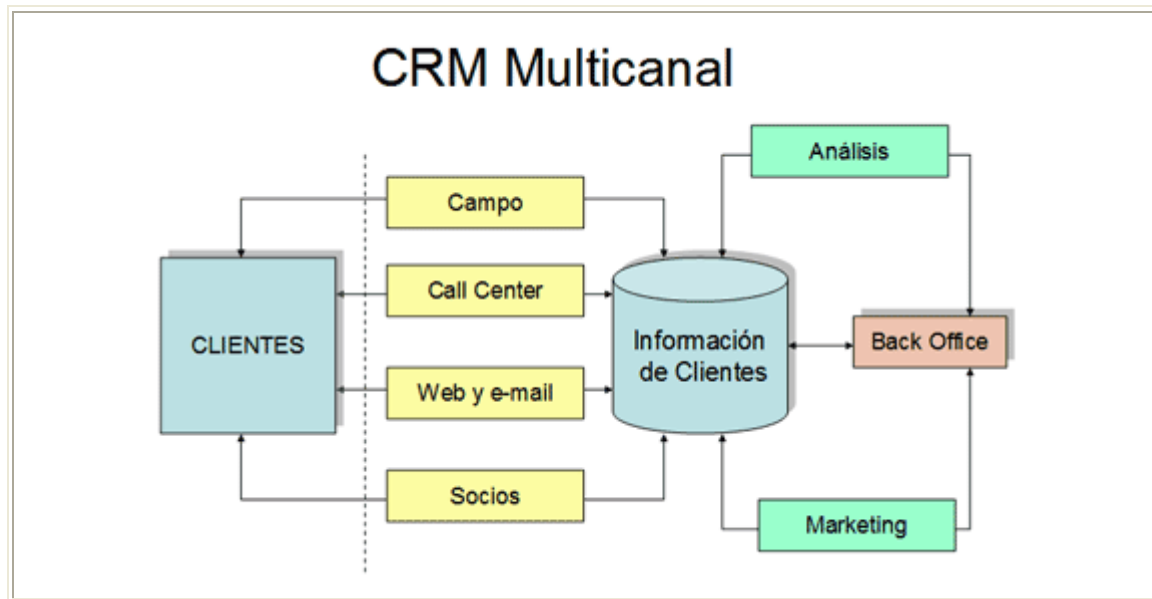 CRM Multicanal
Análisis
Campo
Call Center
CLIENTES
Información
de Clientes
Back Office
Web y e-mail
Socios
Marketing